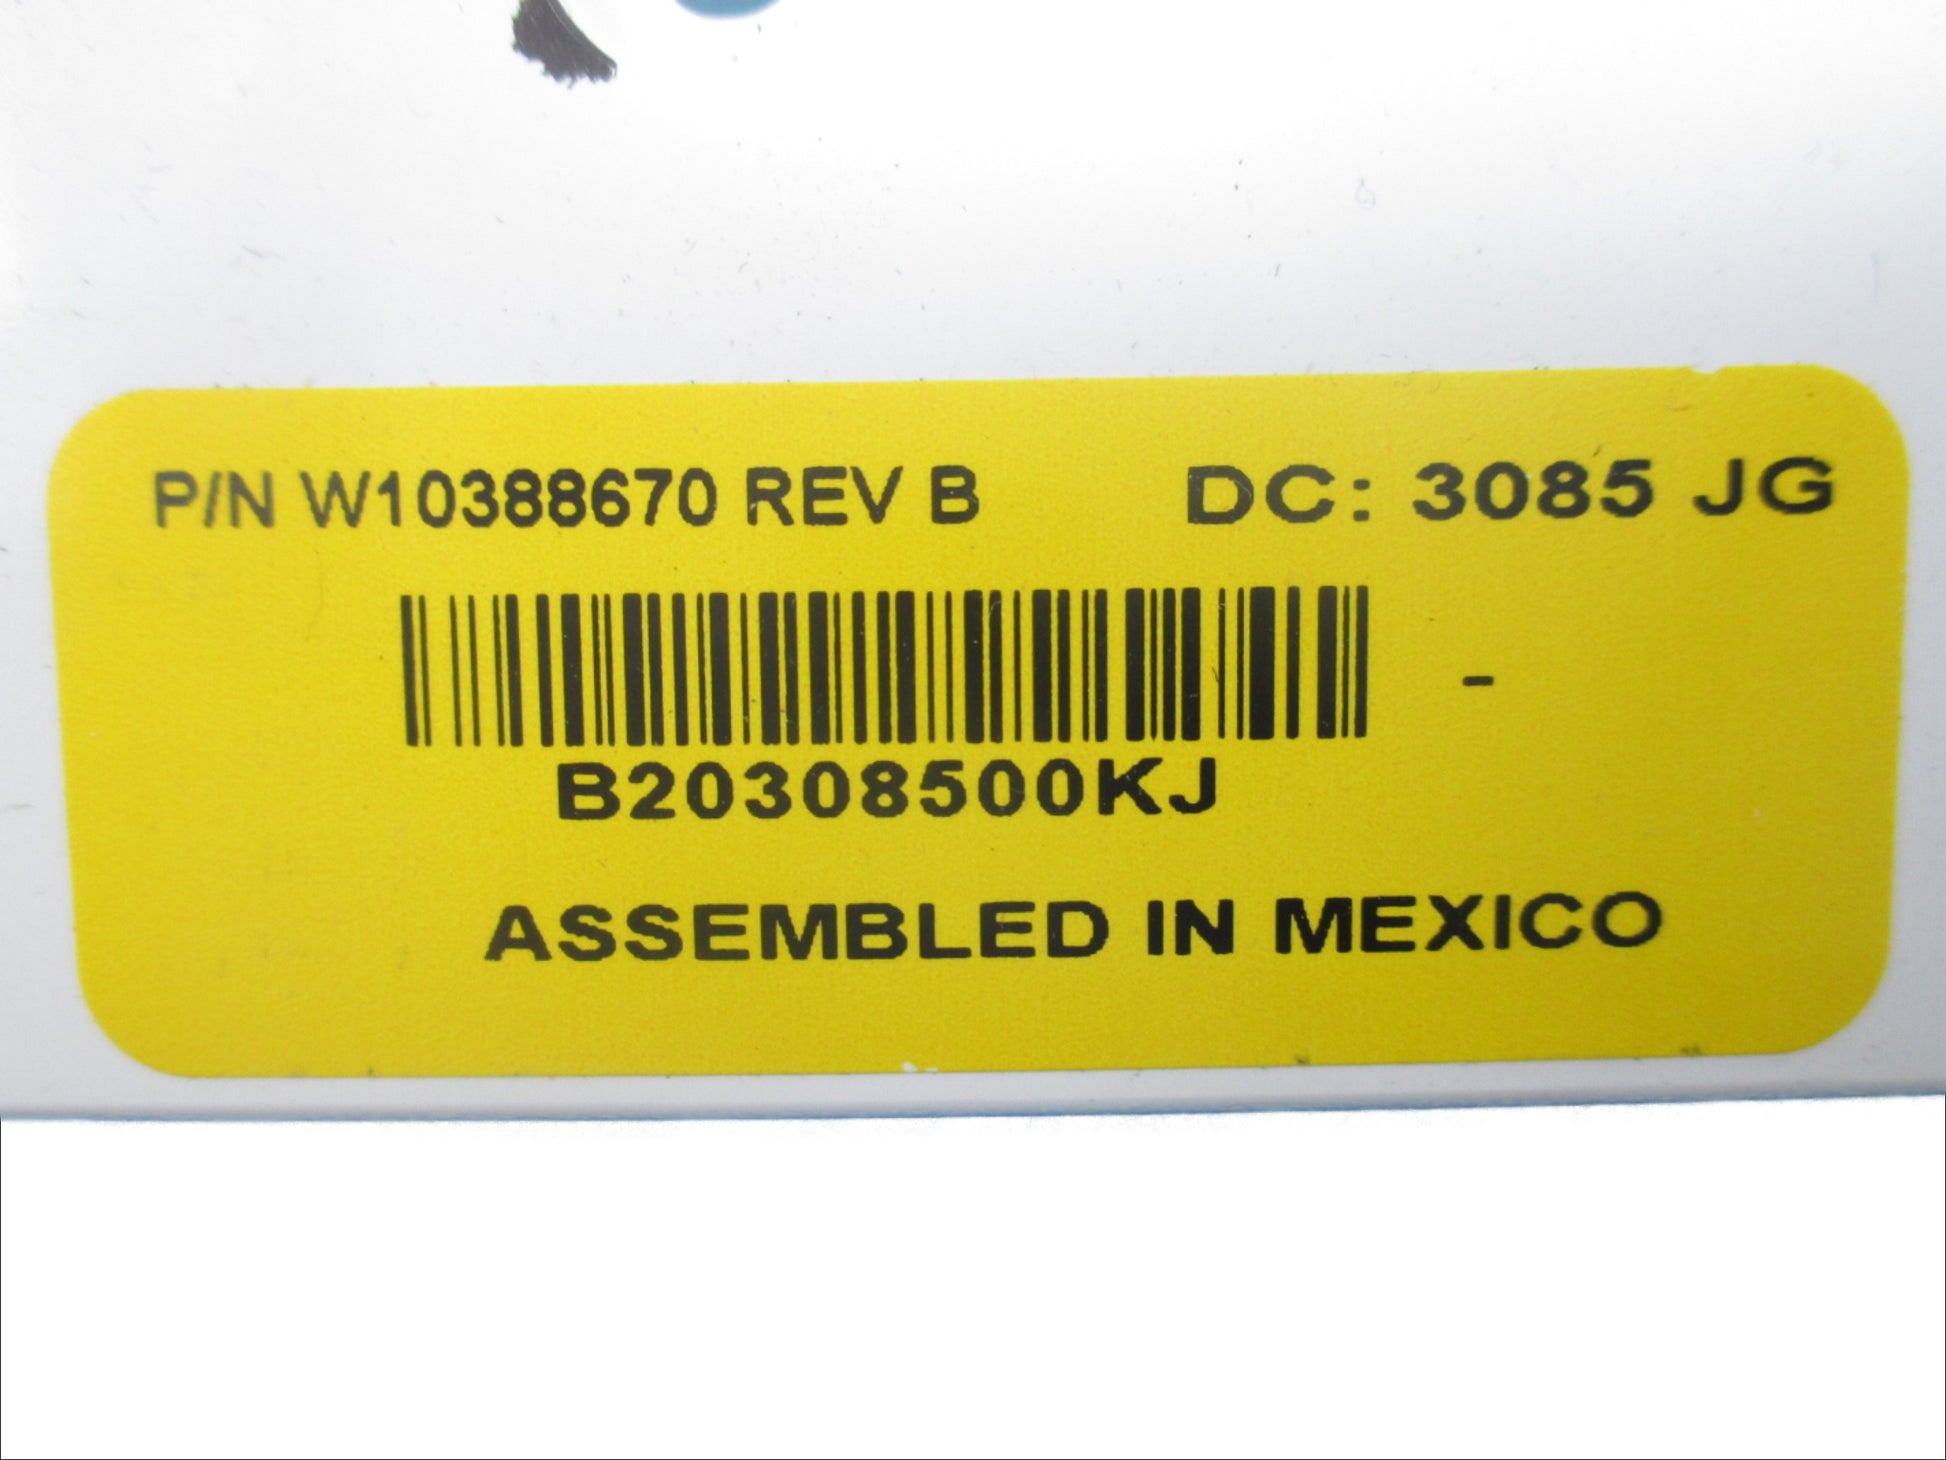 P/N W10388670 REV B DC: 3085 JG
-
B20308500KJ
ASSEMBLED IN MEXICO